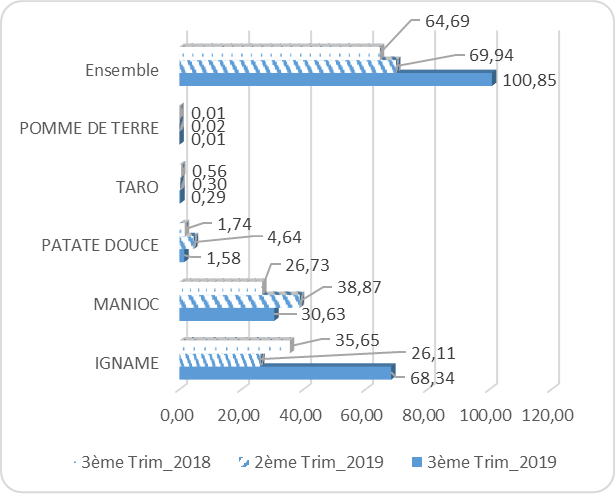 64,69
Ensemble
69,94
100,85
POMME DE TERRE
0,01
0,02
0,01
TARO
0,56
0,30
0,29
PATATE DOUCE
1,74
4,64
1,58
MANIOC
26,73
38,87
30,63
IGNAME
35,65
26,11
68,34
0,00 20,00 40,00 60,00 80,00 100,00 120,00
3ème Trim_2018 2ème Trim_2019 3ème Trim_2019